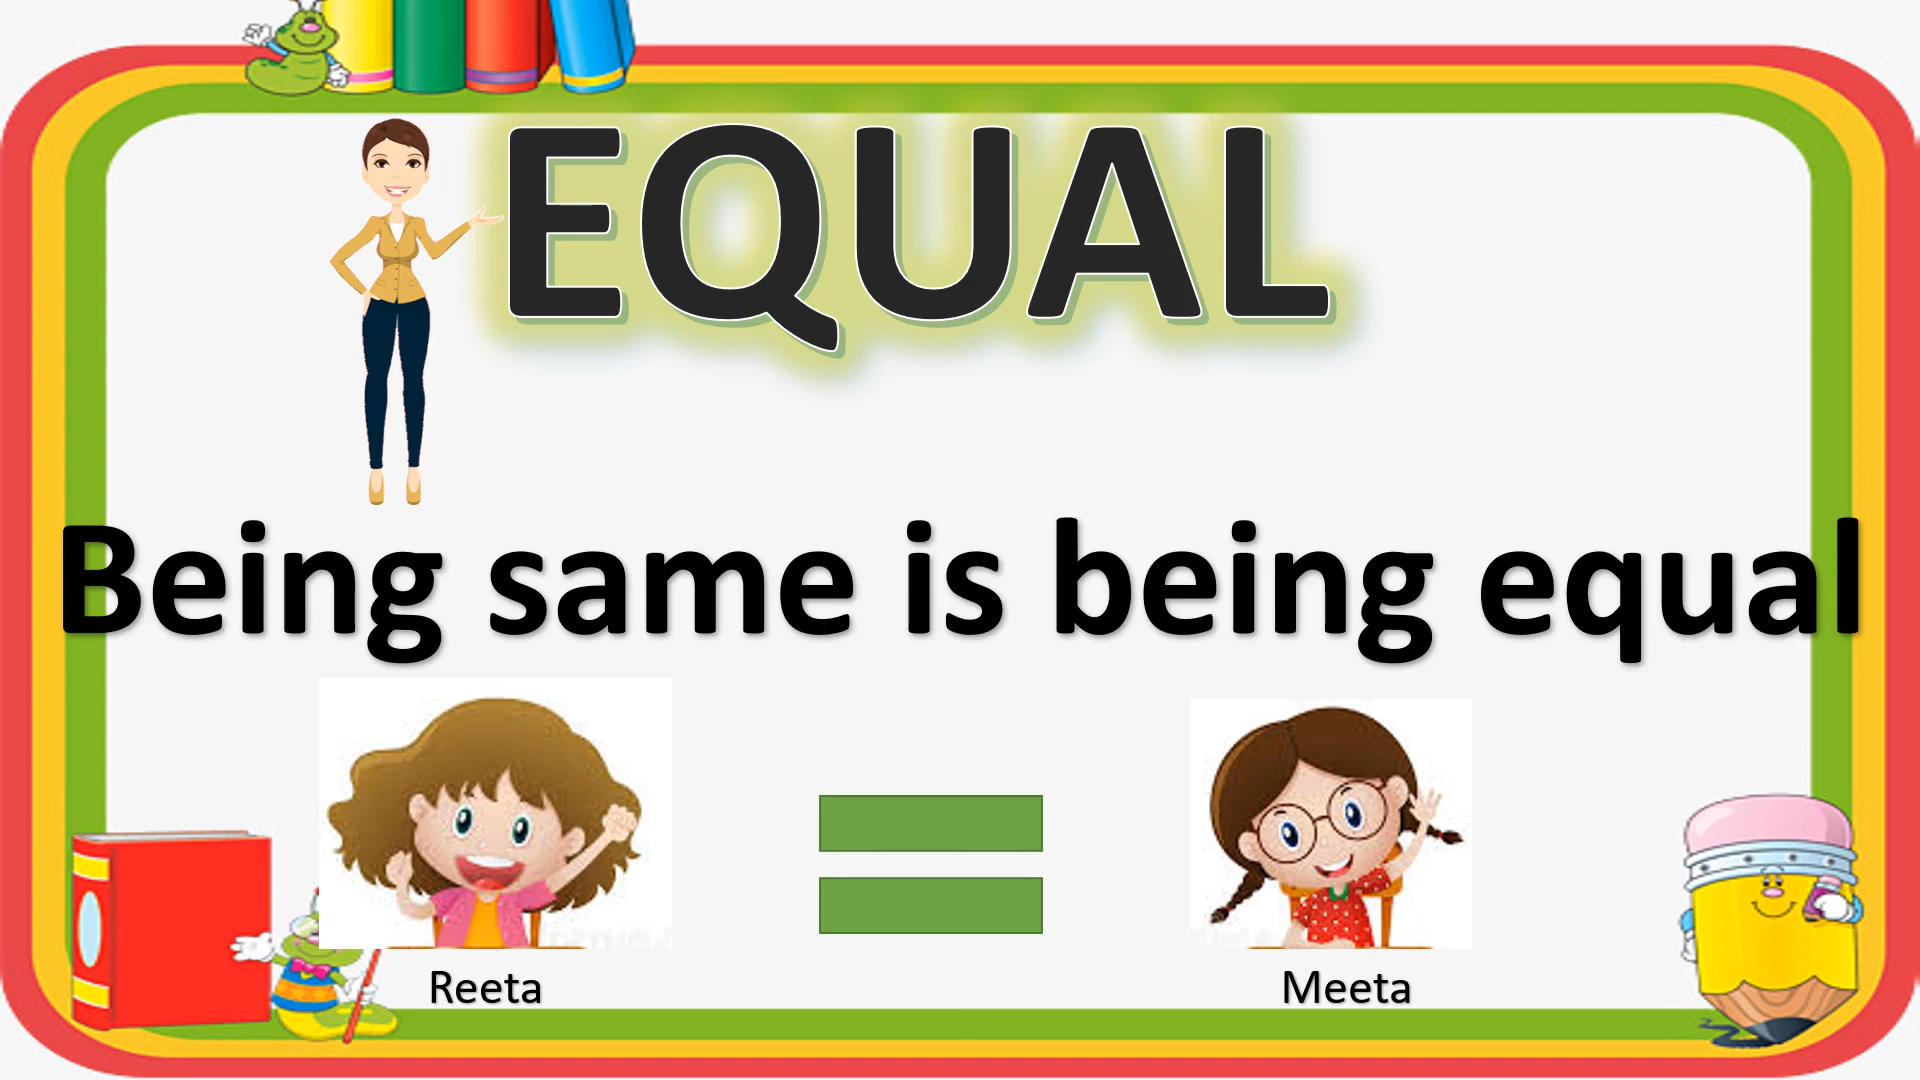 EQUAL
Being same is being equal
Reeta
Meeta